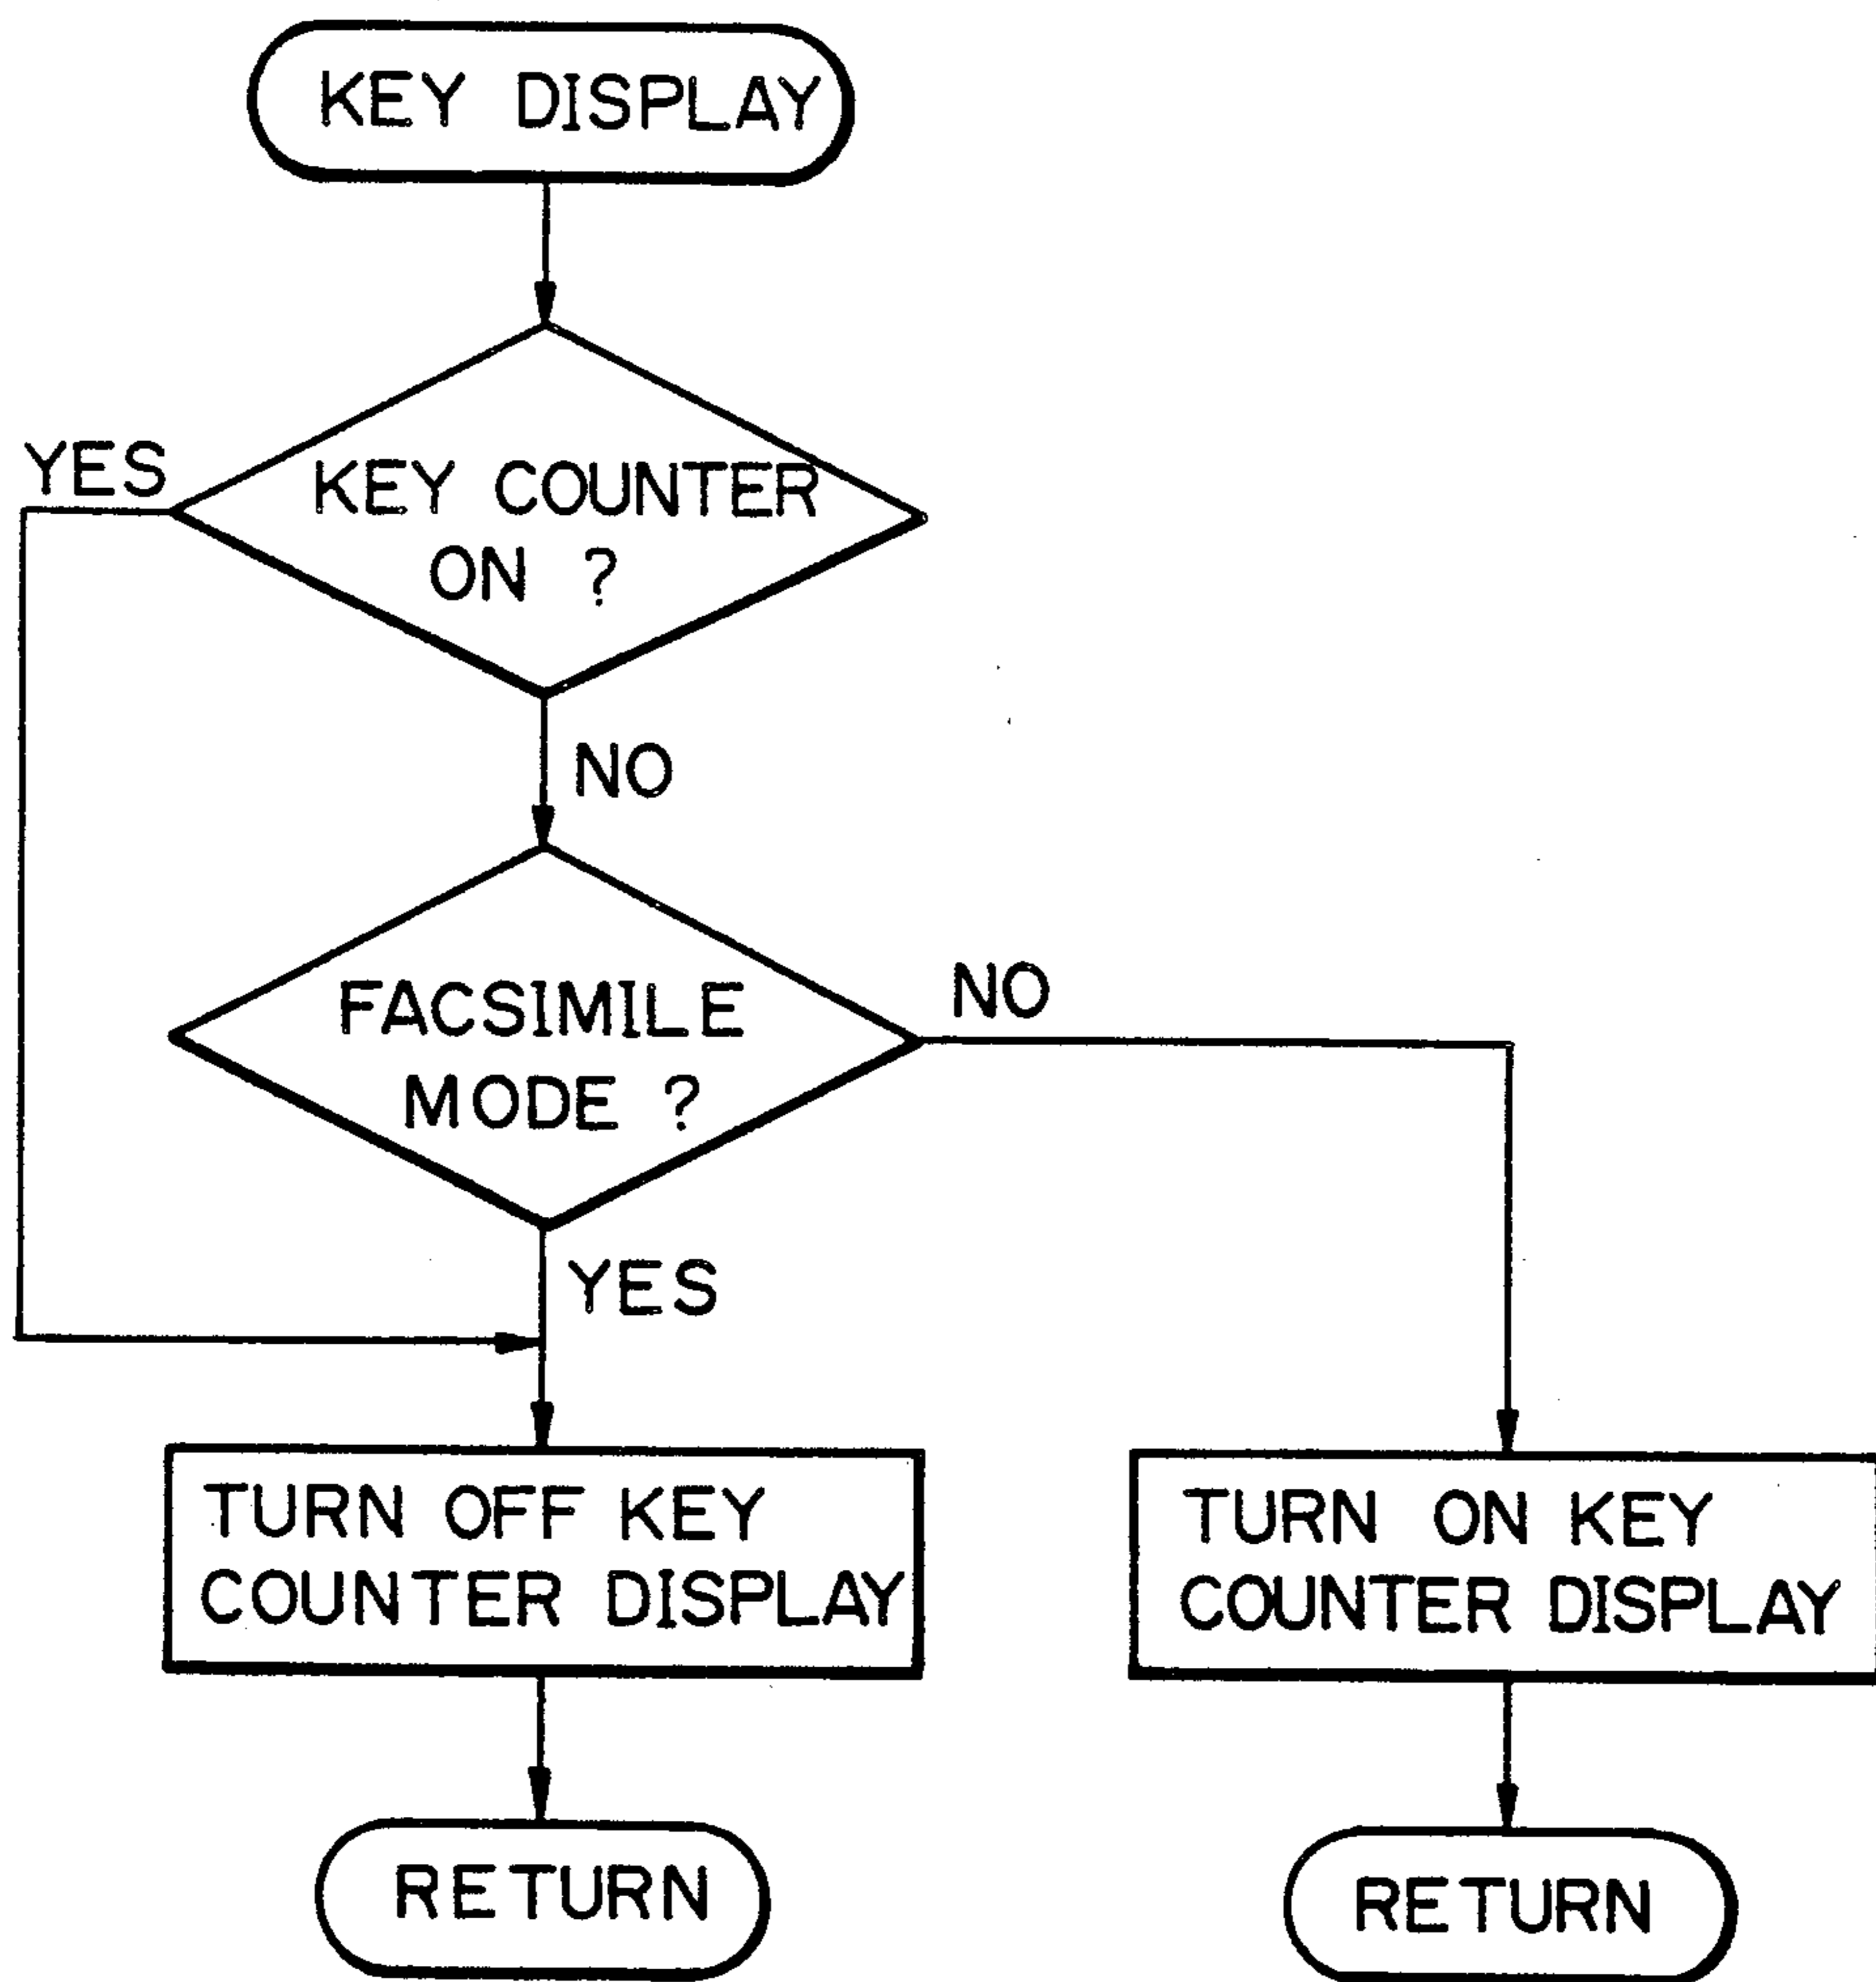 KEY DISPLAY
YES
KEY COUNTER
ON ?
NO
FACSIMILE
MODE ?
NO
YES
TURN OFF KEY
COUNTER DISPLAY
TURN ON KEY
COUNTER DISPLAY
RETURN
RETURN